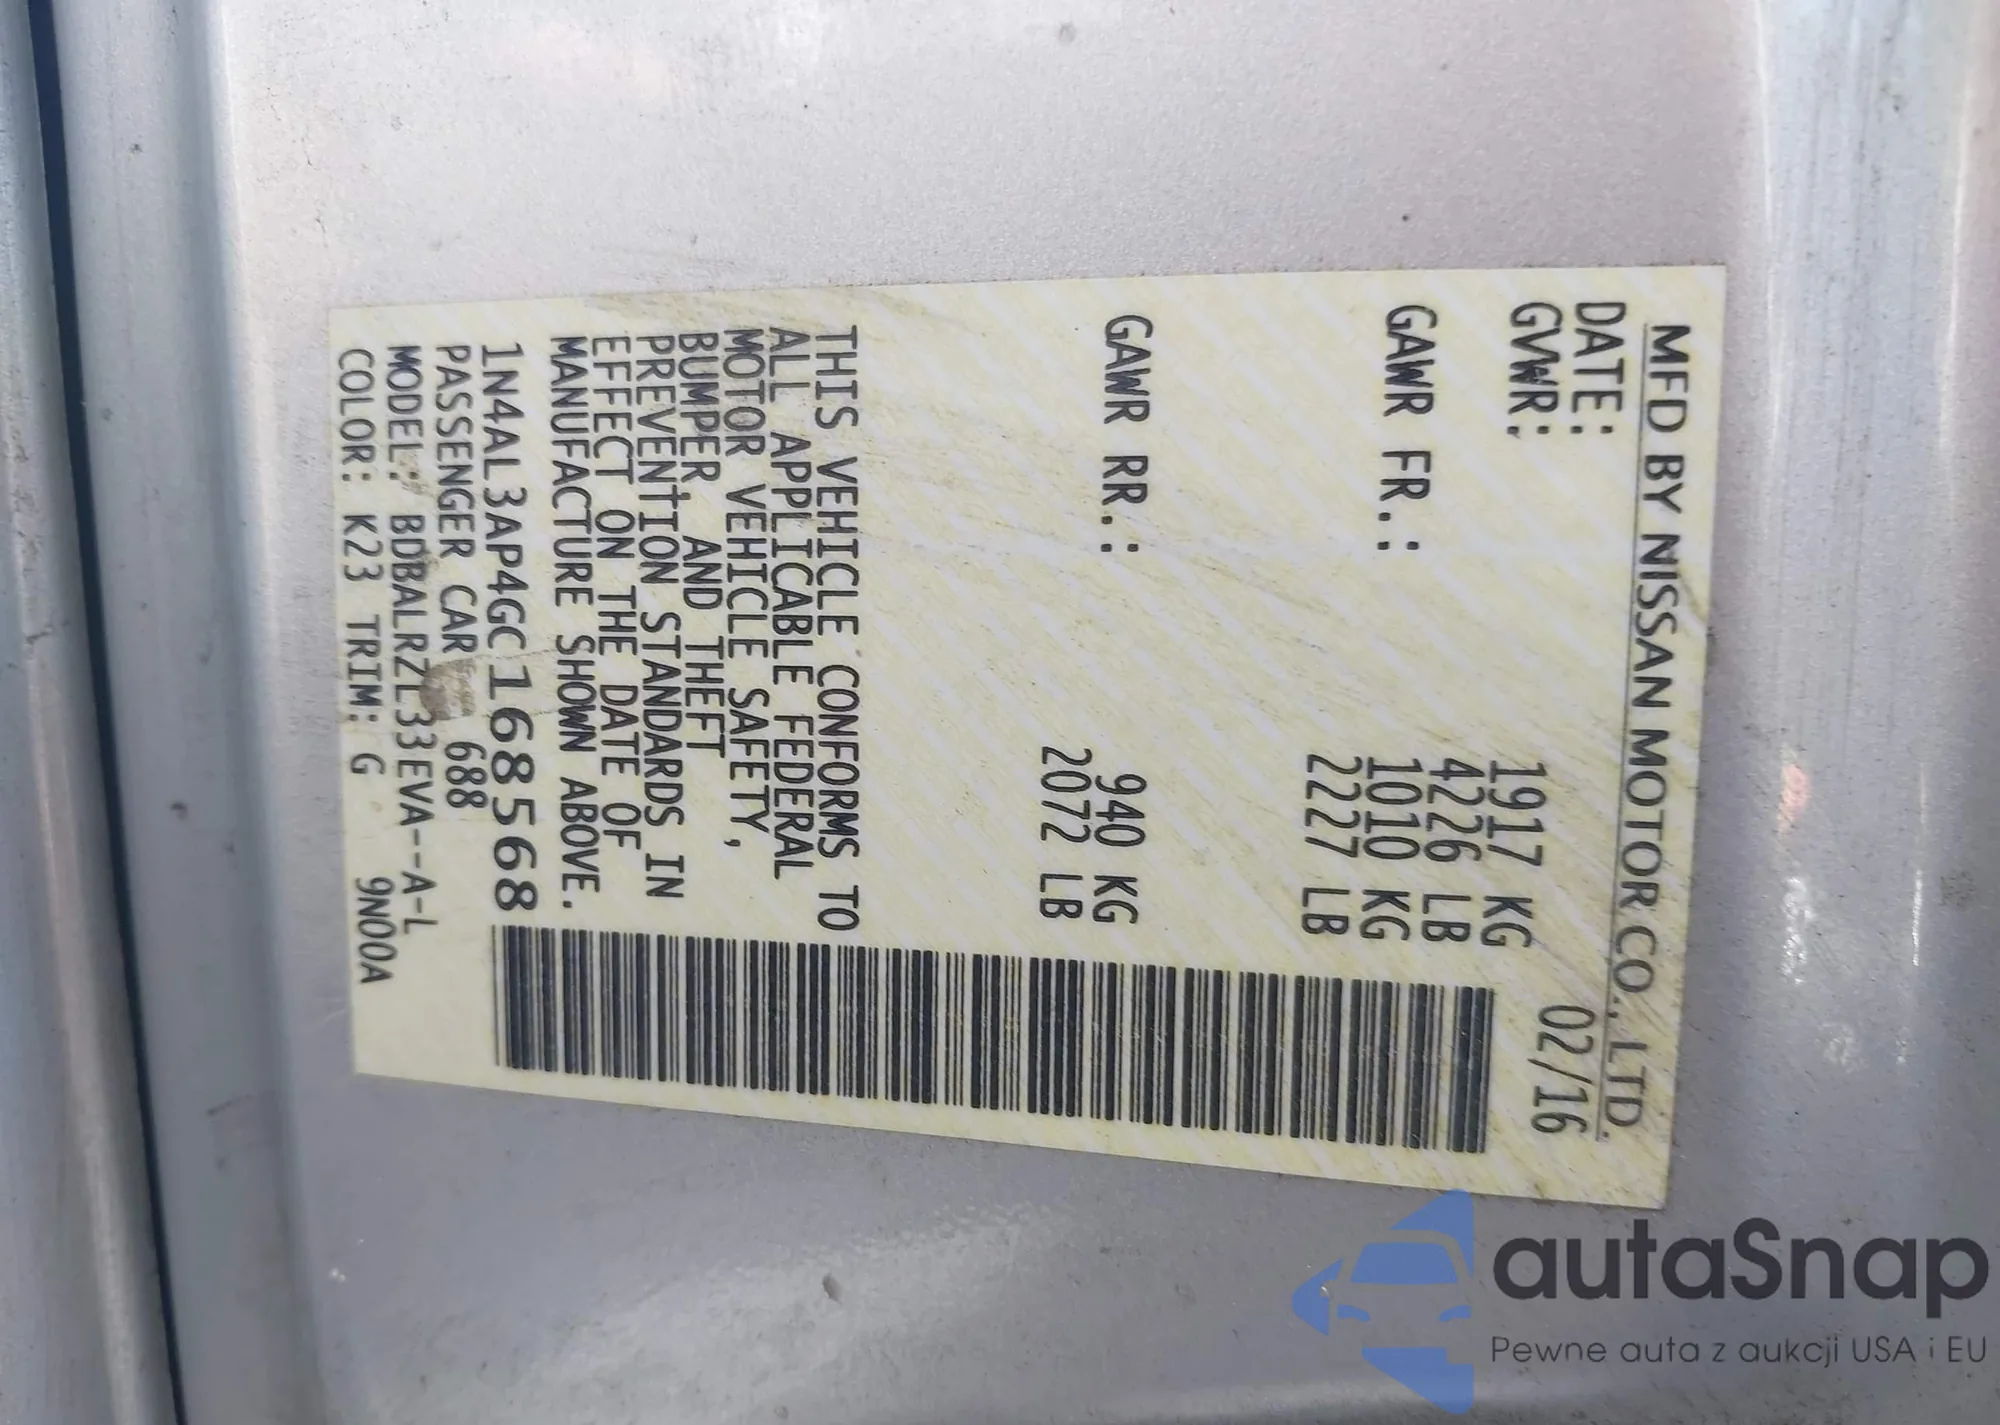 MFD BY NISSAN MOTOR CO., LTD.
DATE: 02/16
GVWR: 1917 KG
4226 LB
GAWR FR.: 1010 KG
2227 LB
GAWR RR.: 940 KG
2072 LB
THIS VEHICLE CONFORMS TO
ALL APPLICABLE FEDERAL
MOTOR VEHICLE SAFETY,
BUMPER, AND THEFT
PREVENTION STANDARDS IN
EFFECT ON THE DATE OF
MANUFACTURE SHOWN ABOVE.
1N4AL3AP4GC168568
PASSENGER CAR 688
MODEL: BDBALRZL33EVA--A-L
COLOR: K23 TRIM: G 9N00A
autaSnap
Pewne auta z aukcji USA i EU